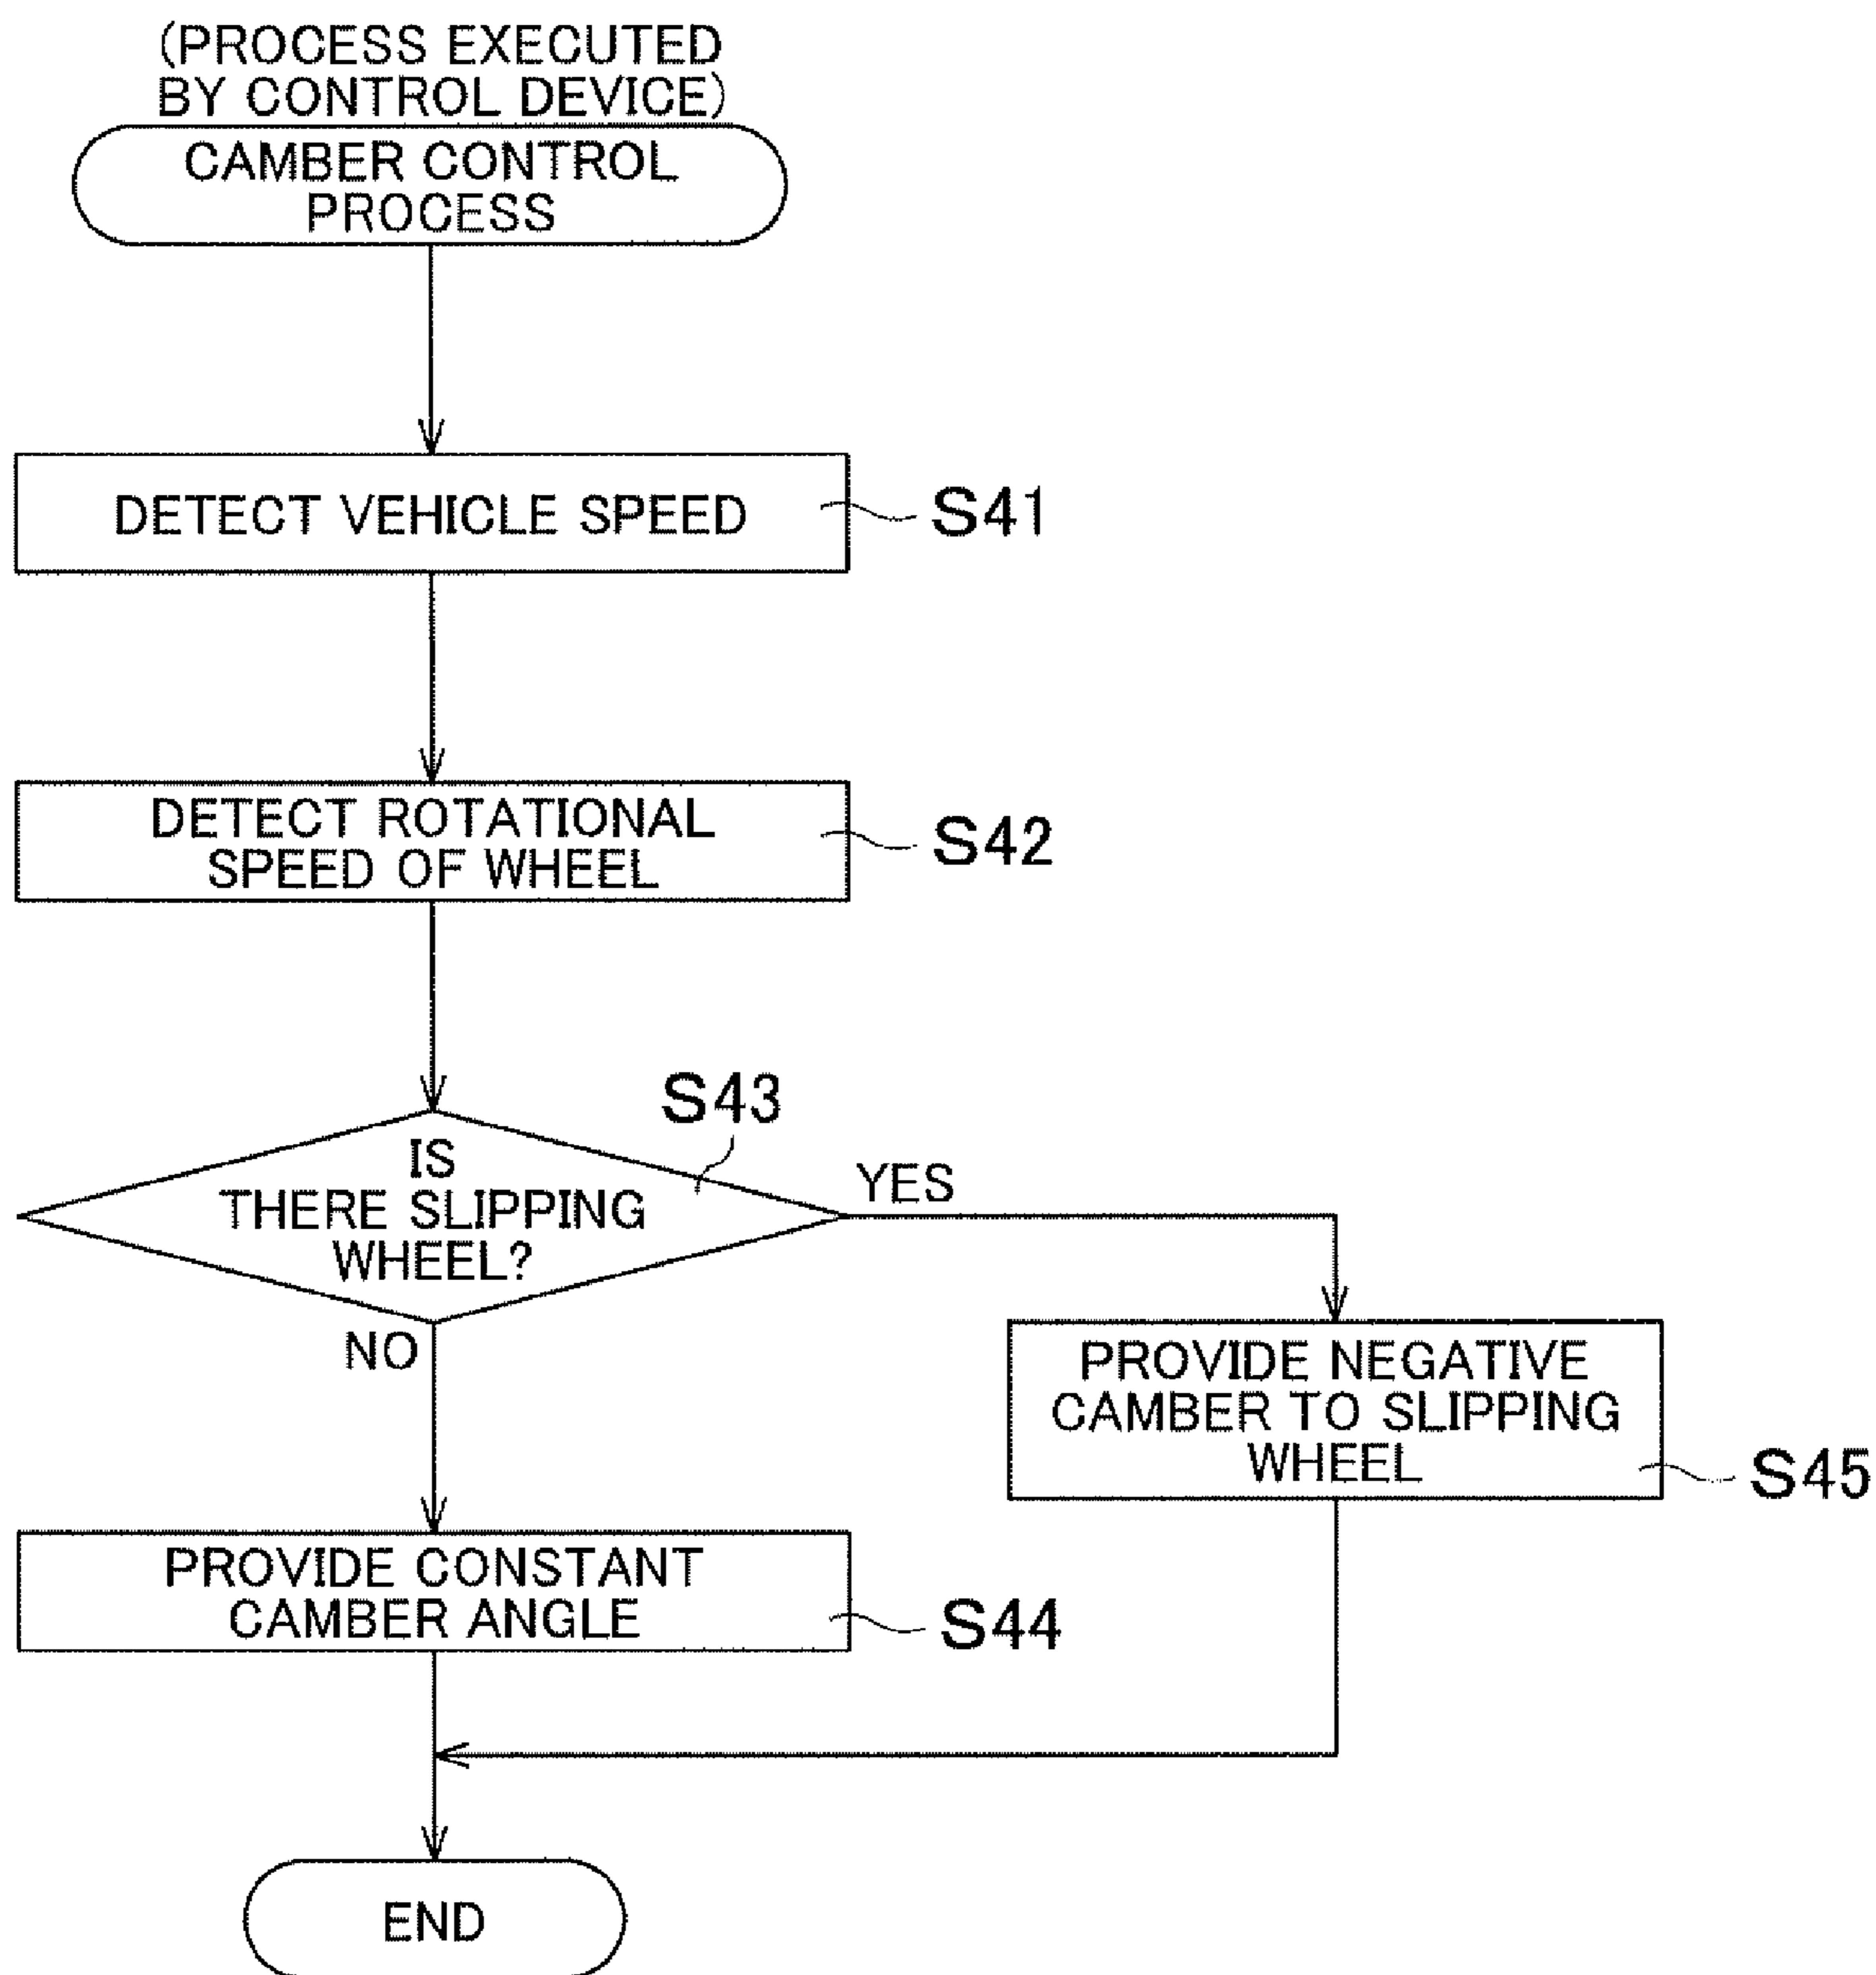 (PROCESS EXECUTED
BY CONTROL DEVICE)
CAMBER CONTROL
PROCESS
DETECT VEHICLE SPEED
S41
DETECT ROTATIONAL
SPEED OF WHEEL
S42
S43
IS
THERE SLIPPING
WHEEL?
YES
NO
PROVIDE NEGATIVE
CAMBER TO SLIPPING
WHEEL
S45
PROVIDE CONSTANT
CAMBER ANGLE
S44
END